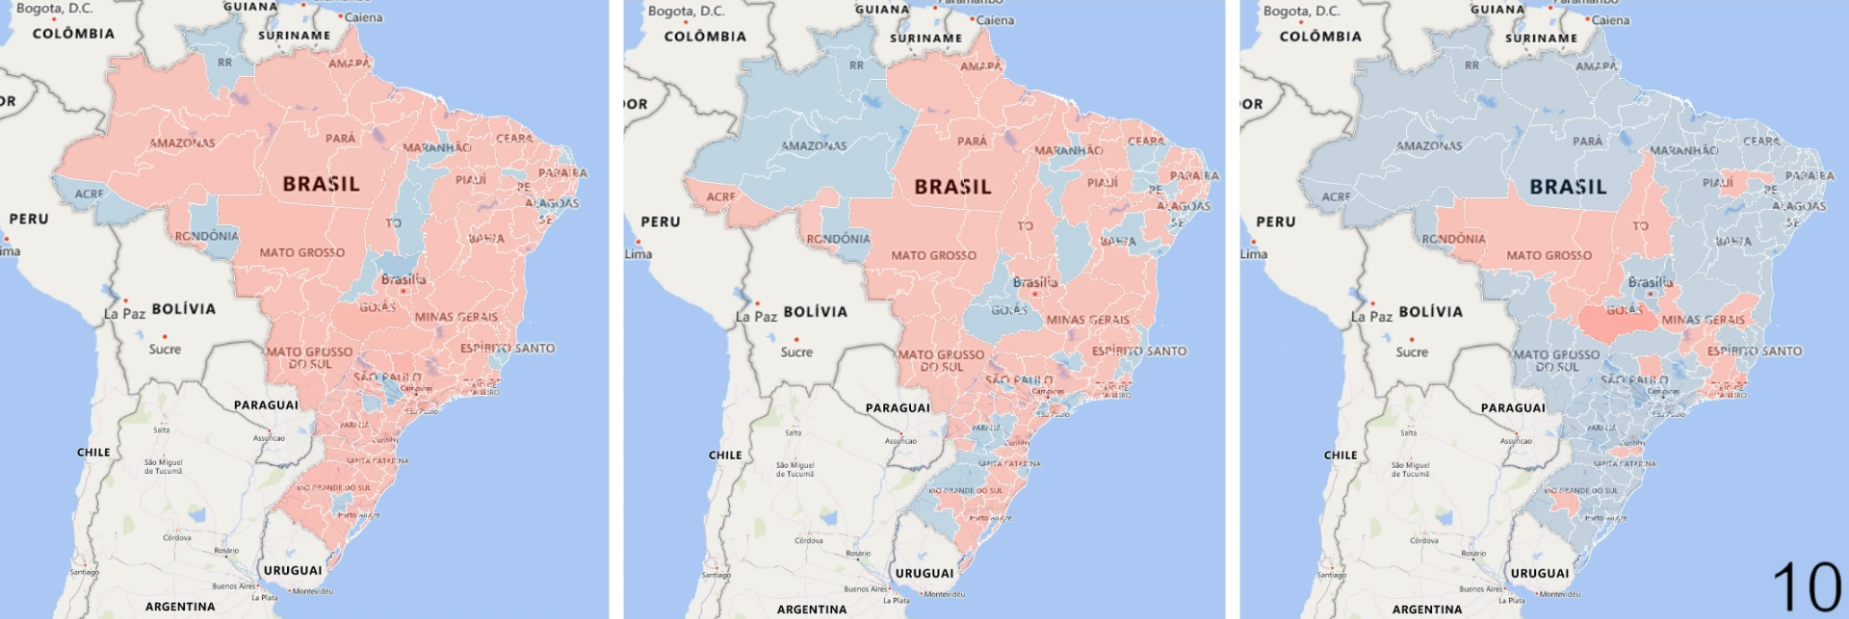 Bogota, D.C.
GUIANA
Caiena
COLÔMBIA
SURINAME
RR
AMAPÁ
OR
AMAZONAS
PARÁ
MARANHÃO
CEARÁ
BRASIL
PIAUÍ
PE
PARAÍBA
ACRE
ALAGOAS
SE
PERU
TO
RONDÔNIA
BAHIA
MATO GROSSO
Brasília
BOLÍVIA
La Paz
GOIÁS
MINAS GERAIS
Sucre
MATO GROSSO
DO SUL
ESPÍRITO SANTO
SÃO PAULO
Campinas
PARAGUAI
Assuncao
Salta
CHILE
São Miguel
de Tucumã
SANTA CATARINA
RIO GRANDE DO SUL
Córdova
Rosário
URUGUAI
Santiago
Buenos Aires
La Plata
Montevidéu
ARGENTINA
Bogota, D.C.
GUIANA
Caiena
COLÔMBIA
SURINAME
RR
AMAPÁ
OR
AMAZONAS
PARÁ
MARANHÃO
CEARÁ
BRASIL
PIAUÍ
PE
PARAÍBA
ACRE
ALAGOAS
SE
PERU
TO
RONDÔNIA
BAHIA
Lima
MATO GROSSO
Brasília
BOLÍVIA
La Paz
GOIÁS
MINAS GERAIS
Sucre
MATO GROSSO
DO SUL
ESPÍRITO SANTO
SÃO PAULO
Campinas
PARAGUAI
Assuncao
Salta
CHILE
São Miguel
de Tucumã
SANTA CATARINA
RIO GRANDE DO SUL
Córdova
Rosário
URUGUAI
Santiago
Buenos Aires
La Plata
Montevidéu
ARGENTINA
Bogota, D.C.
GUIANA
Caiena
COLÔMBIA
SURINAME
RR
AMAPÁ
OR
AMAZONAS
PARÁ
MARANHÃO
CEARÁ
BRASIL
PIAUÍ
PE
PARAÍBA
ACRE
ALAGOAS
SE
PERU
TO
RONDÔNIA
BAHIA
Lima
MATO GROSSO
Brasília
BOLÍVIA
La Paz
GOIÁS
MINAS GERAIS
Sucre
MATO GROSSO
DO SUL
ESPÍRITO SANTO
SÃO PAULO
Campinas
PARAGUAI
Assuncao
Salta
CHILE
São Miguel
de Tucumã
SANTA CATARINA
RIO GRANDE DO SUL
Córdova
Rosário
URUGUAI
Santiago
Buenos Aires
La Plata
Montevidéu
ARGENTINA
10